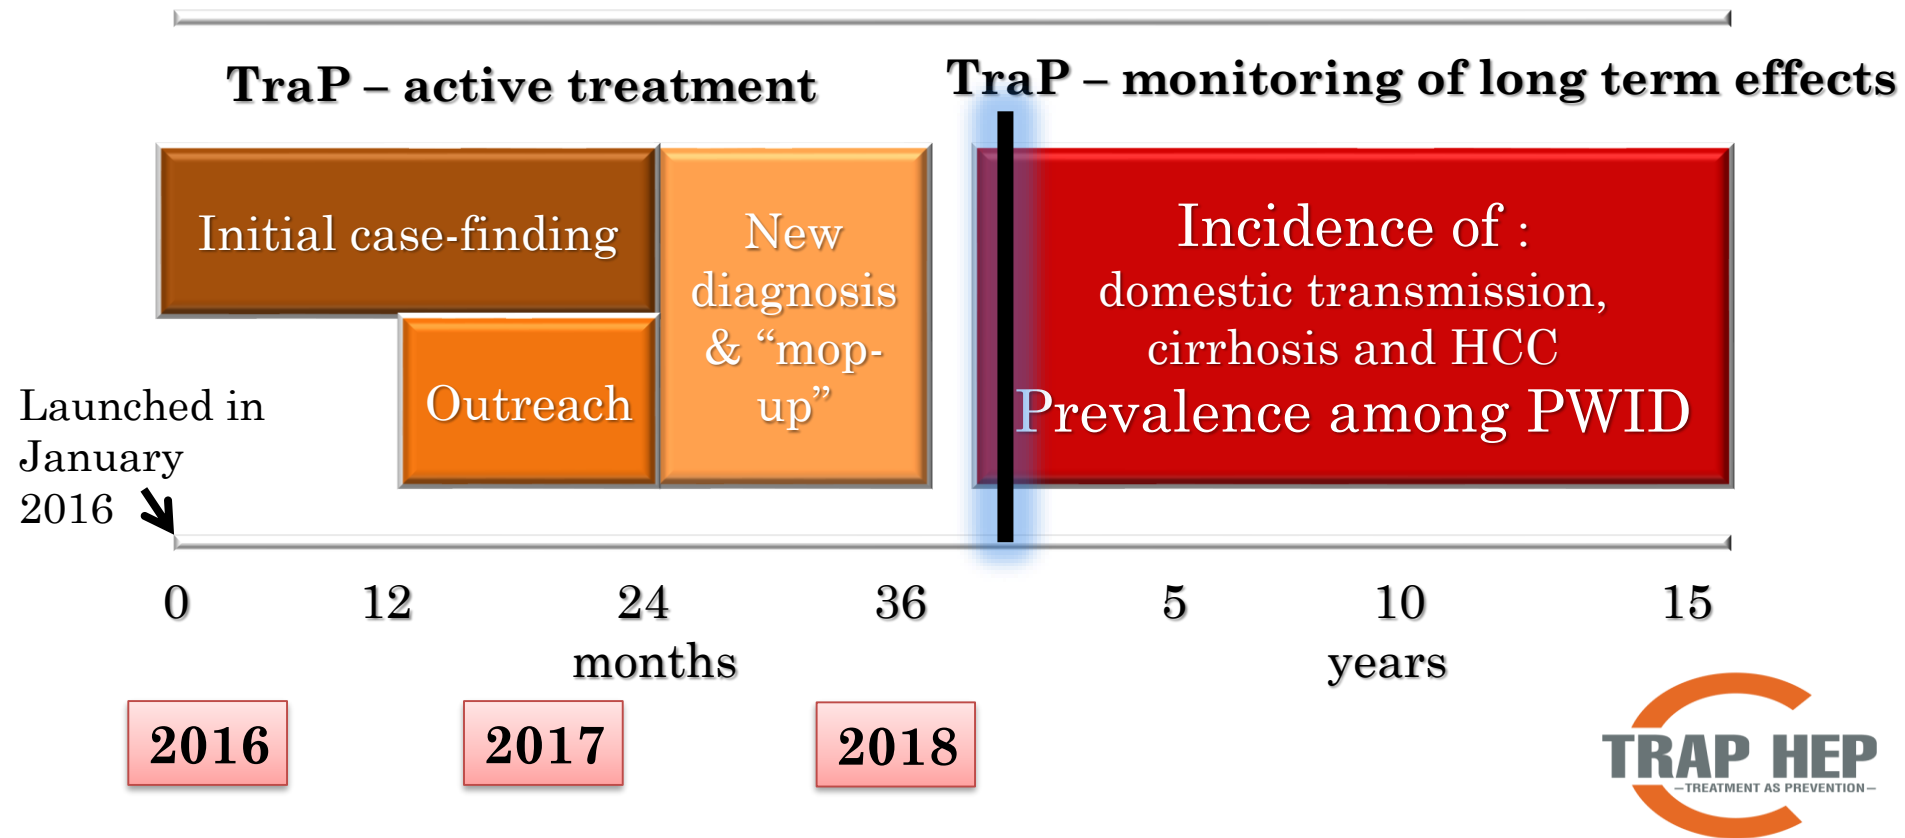 TraP – active treatment
TraP – monitoring of long term effects
Initial case-finding
New
diagnosis
& “mop-
up”
Outreach
Incidence of :
domestic transmission,
cirrhosis and HCC
Prevalence among PWID
Launched in
January
2016
0 12 24 36 5 10 15
months years
2016 2017 2018
TRAP HEP
–TREATMENT AS PREVENTION–